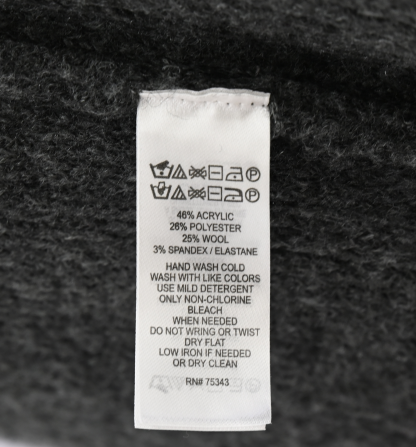 46% ACRYLIC
26% POLYESTER
25% WOOL
3% SPANDEX / ELASTANE
HAND WASH COLD
WASH WITH LIKE COLORS
USE MILD DETERGENT
ONLY NON-CHLORINE
BLEACH
WHEN NEEDED
DO NOT WRING OR TWIST
DRY FLAT
LOW IRON IF NEEDED
OR DRY CLEAN
RN# 75343